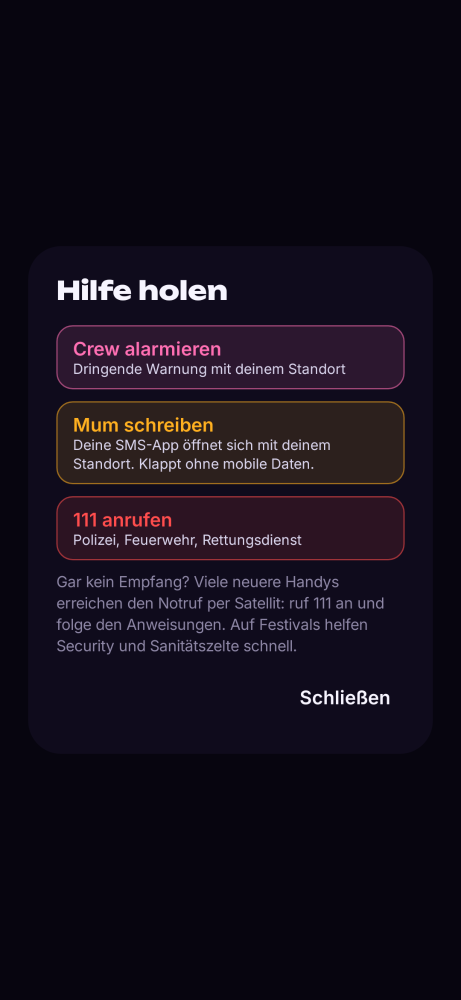 Hilfe holen
Crew alarmieren
Dringende Warnung mit deinem Standort
Mum schreiben
Deine SMS-App öffnet sich mit deinem
Standort. Klappt ohne mobile Daten.
111 anrufen
Polizei, Feuerwehr, Rettungsdienst
Gar kein Empfang? Viele neuere Handys
erreichen den Notruf per Satellit: ruf 111 an und
folge den Anweisungen. Auf Festivals helfen
Security und Sanitätszelte schnell.
Schließen